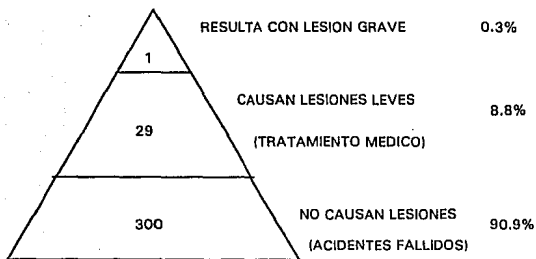 RESULTA CON LESION GRAVE 0.3%
1
CAUSAN LESIONES LEVES
8.8%
29
(TRATAMIENTO MEDICO)
NO CAUSAN LESIONES
300
90.9%
(ACIDENTES FALLIDOS)